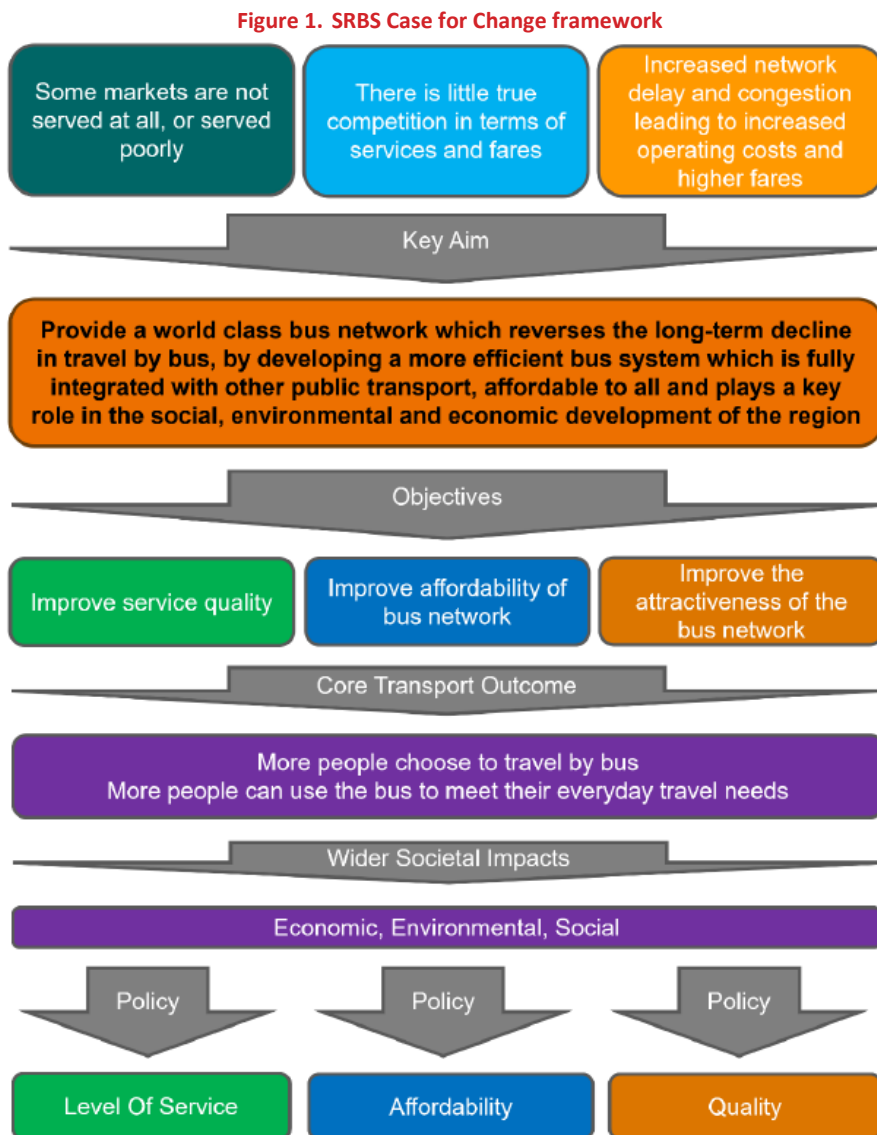 Figure 1. SRBS Case for Change framework
Some markets are not
served at all, or served
poorly
There is little true
competition in terms of
services and fares
Increased network
delay and congestion
leading to increased
operating costs and
higher fares
Key Aim
Provide a world class bus network which reverses the long-term decline
in travel by bus, by developing a more efficient bus system which is fully
integrated with other public transport, affordable to all and plays a key
role in the social, environmental and economic development of the region
Objectives
Improve service quality
Improve affordability of
bus network
Improve the
attractiveness of the
bus network
Core Transport Outcome
More people choose to travel by bus
More people can use the bus to meet their everyday travel needs
Wider Societal Impacts
Economic, Environmental, Social
Policy
Policy
Policy
Level Of Service
Affordability
Quality